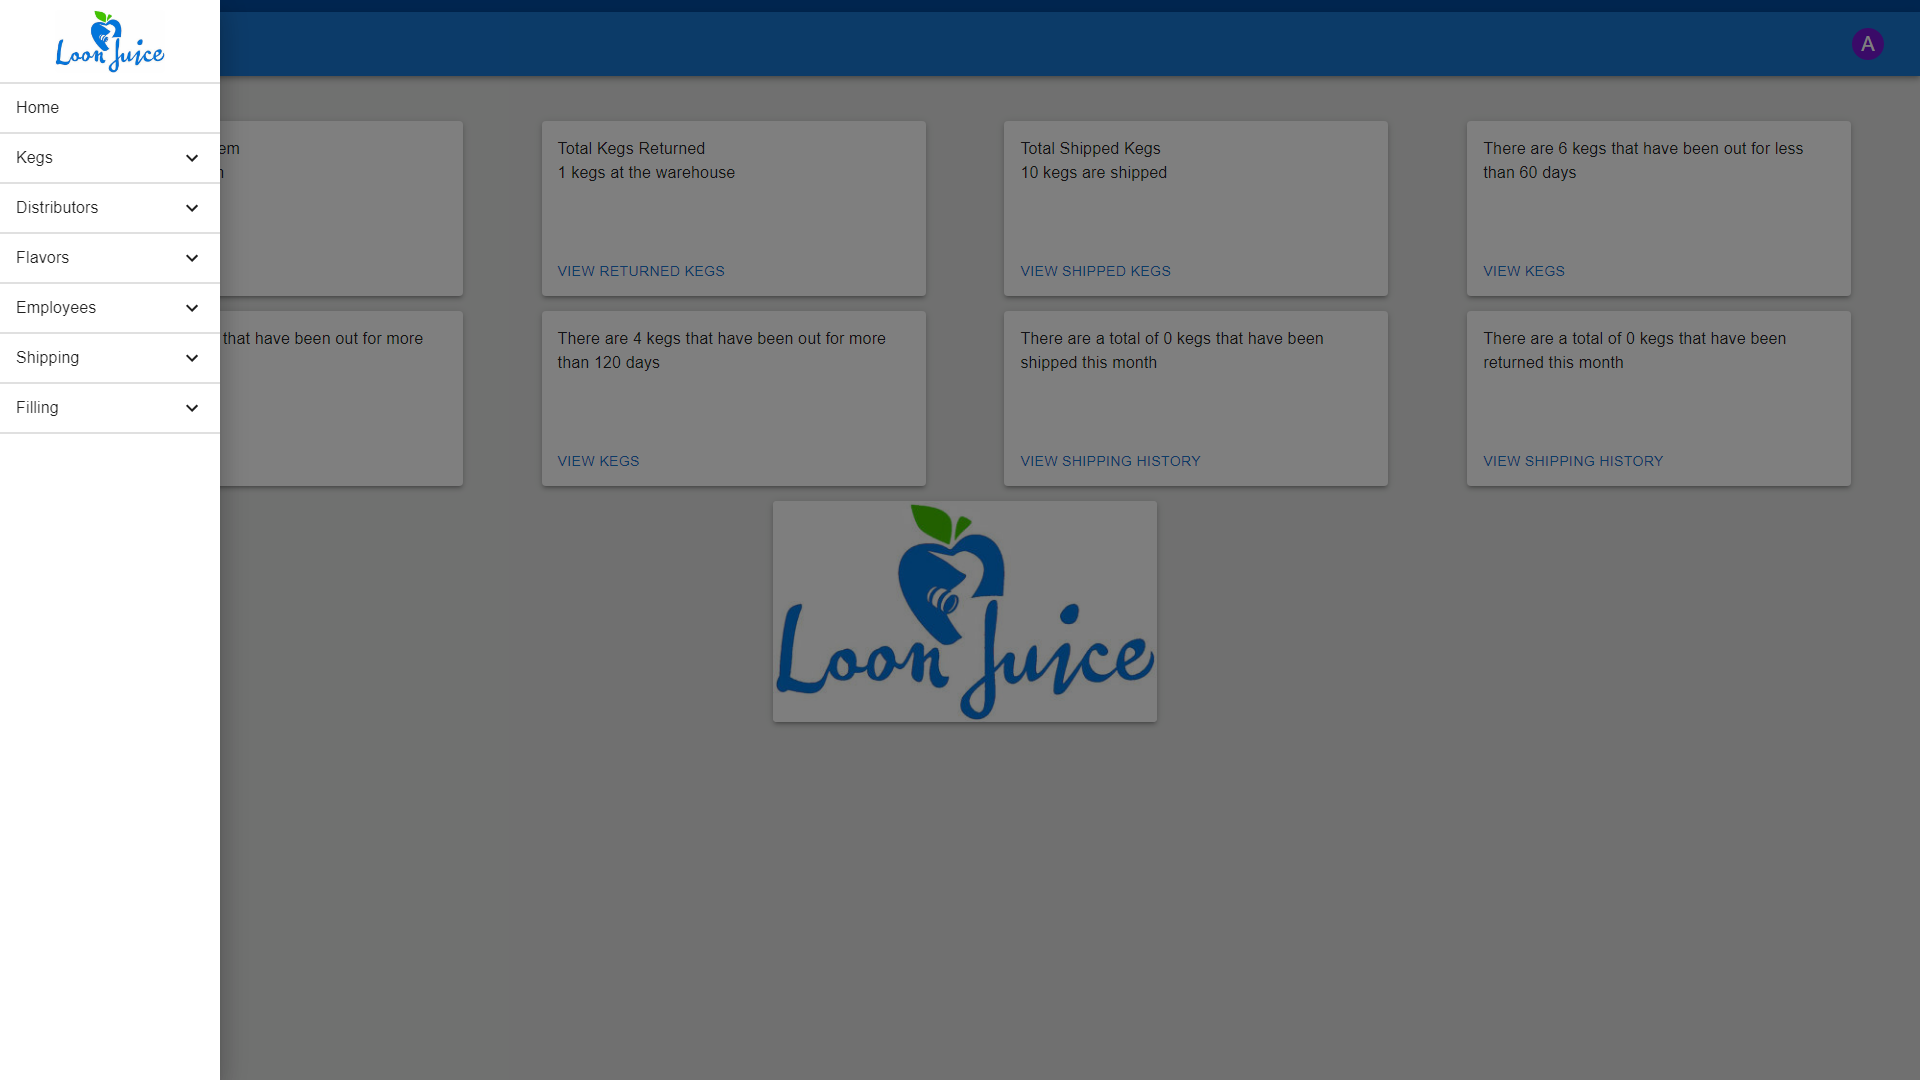 Loon Juice
A
Home
Kegs
Distributors
Flavors
Employees
Shipping
Filling
Total Kegs Returned
1 kegs at the warehouse
VIEW RETURNED KEGS
Total Shipped Kegs
10 kegs are shipped
VIEW SHIPPED KEGS
There are 6 kegs that have been out for less
than 60 days
VIEW KEGS
that have been out for more
There are 4 kegs that have been out for more
than 120 days
VIEW KEGS
There are a total of 0 kegs that have been
shipped this month
VIEW SHIPPING HISTORY
There are a total of 0 kegs that have been
returned this month
VIEW SHIPPING HISTORY
Loon Juice